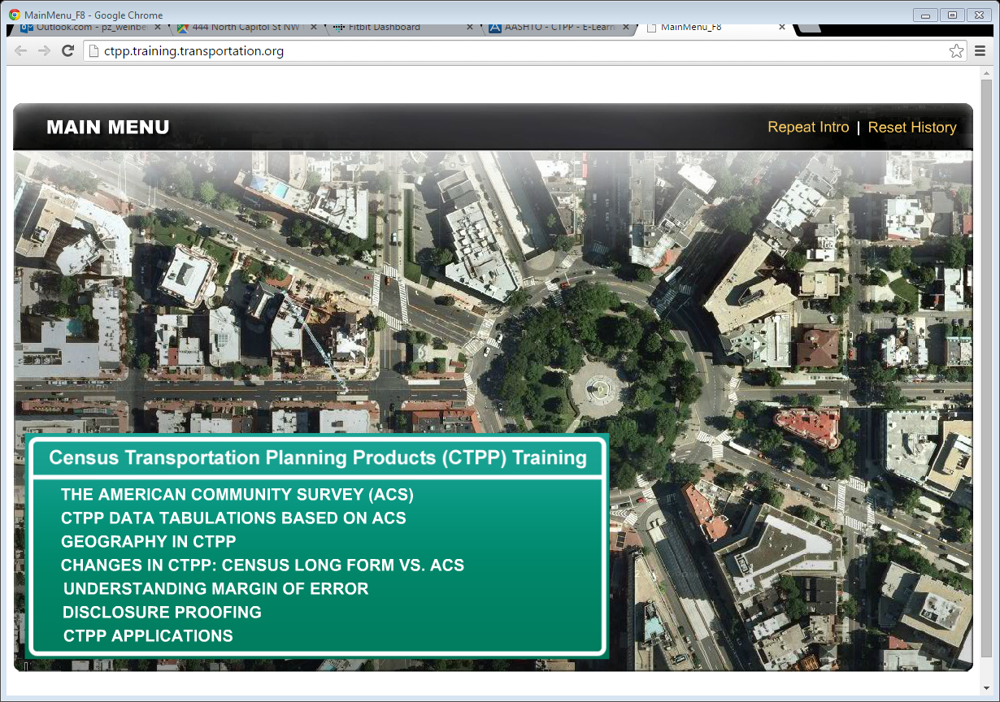 MainMenu_F8 - Google Chrome
Outlook.com - pz_weinbe
444 North Capitol St NW
Fitbit Dashboard
AASHTO - CTPP - E-Learn
MainMenu_F8
ctpp.training.transportation.org
MAIN MENU
Repeat Intro | Reset History
Census Transportation Planning Products (CTPP) Training
THE AMERICAN COMMUNITY SURVEY (ACS)
CTPP DATA TABULATIONS BASED ON ACS
GEOGRAPHY IN CTPP
CHANGES IN CTPP: CENSUS LONG FORM VS. ACS
UNDERSTANDING MARGIN OF ERROR
DISCLOSURE PROOFING
CTPP APPLICATIONS